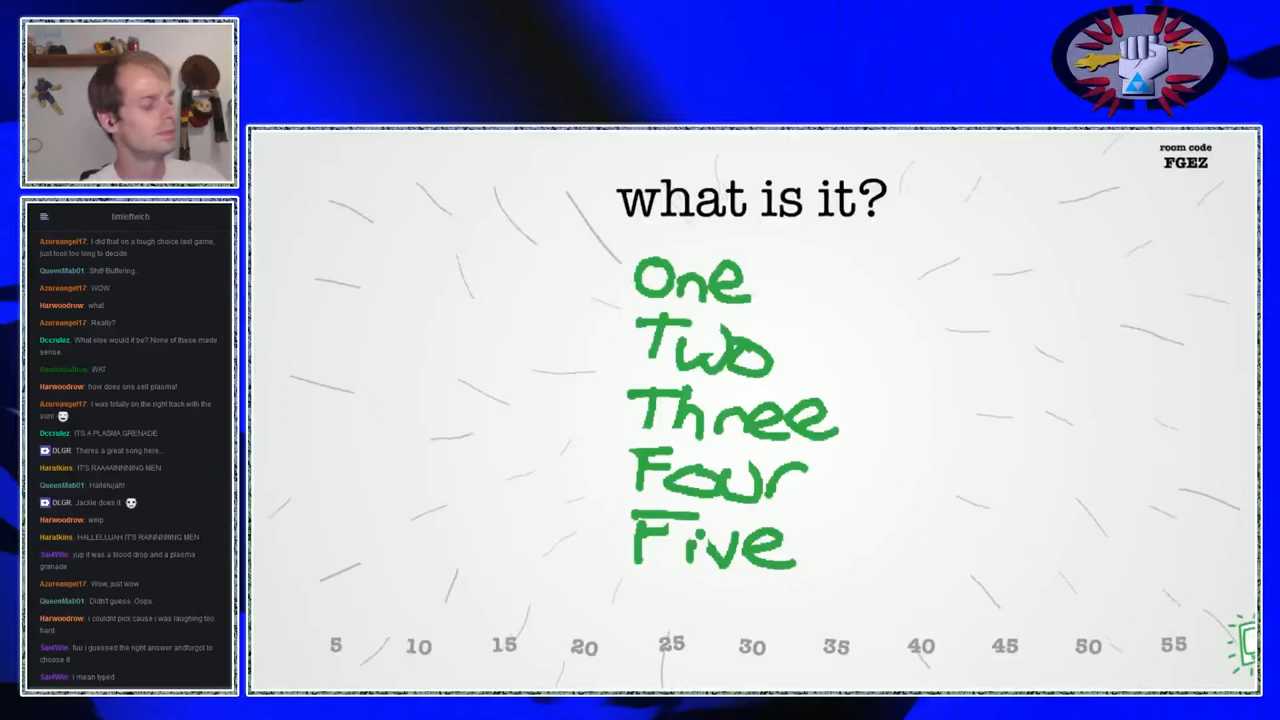 room code
FGEZ
what is it?
One
Two
Three
Four
Five
5 10 15 20 25 30 35 40 45 50 55
Azureangel17: I did that on a tough choice last game,
just took too long to decide
QueenMab01: Shit! Buffering..
Azureangel17: WOW
Harwoodrow: what
Azureangel17: Really?
Dccrulez: What else would it be? None of these made
sense.
WAT
Harwoodrow: how does one sell plasma!
Azureangel17: I was totally on the right track with the
sun!
Dccrulez: ITS A PLASMA GRENADE
DLGR: Theres a great song here...
Haratkins: IT'S RAAAAINNNING MEN
QueenMab01: Hallelujah!
DLGR: Jackie does it
Harwoodrow: welp
Haratkins: HALLELUJAH IT'S RAINNNNING MEN
Sai4Win: yup it was a blood drop and a plasma
granade
Azureangel17: Wow, just wow
QueenMab01: Didn't guess. Oops.
Harwoodrow: i couldnt pick cause i was laughing too
hard
Sai4Win: fuu i guessed the right answer andforgot to
choose it
Sai4Win: i mean typed